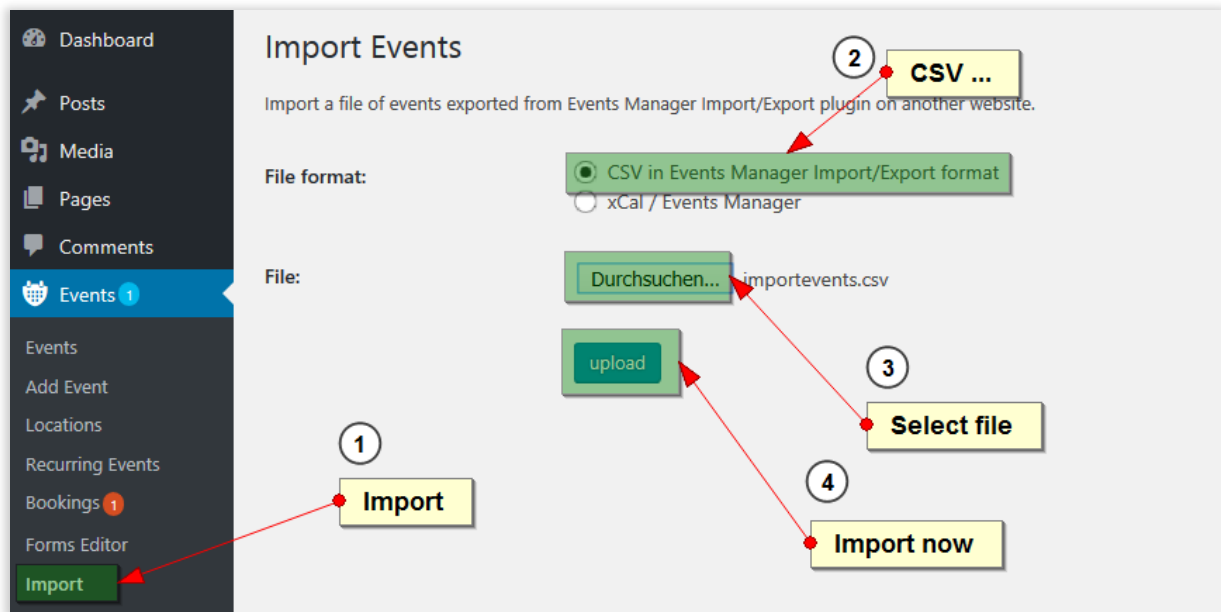 Dashboard
Posts
Media
Pages
Comments
Events 1
Events
Add Event
Locations
Recurring Events
Bookings 1
Forms Editor
Import
Import Events
Import a file of events exported from Events Manager Import/Export plugin on another website.
File format:
CSV in Events Manager Import/Export format
xCal / Events Manager
File:
Durchsuchen... importevents.csv
upload
1
Import
2
CSV ...
3
Select file
4
Import now